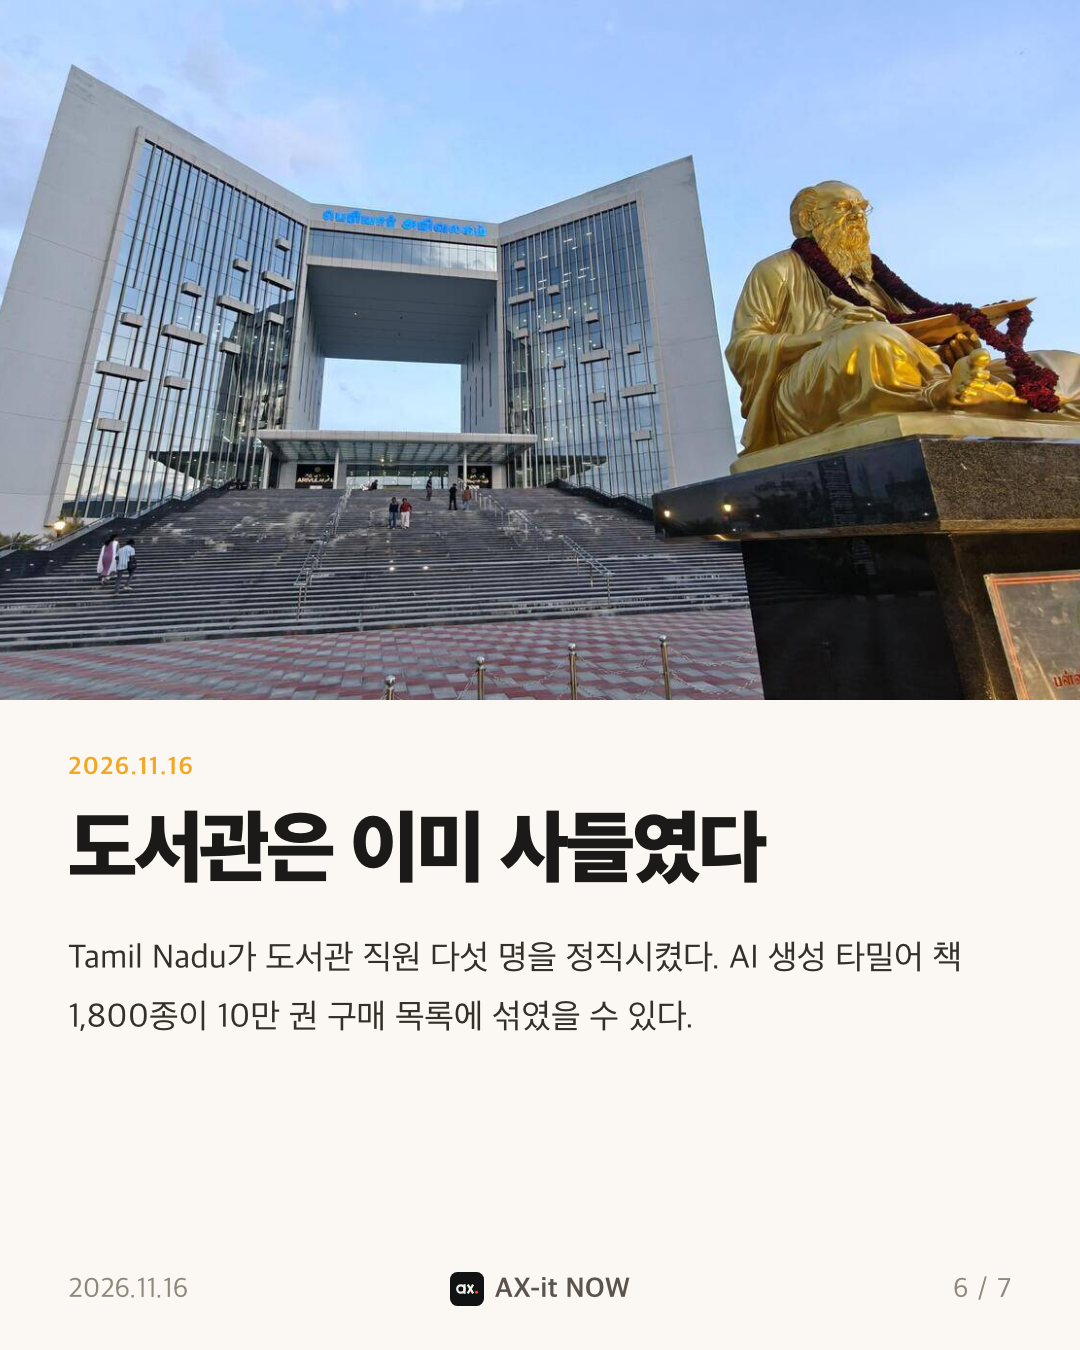 பெரியார் அறிவுலகம்
2026.11.16
도서관은 이미 사들였다
Tamil Nadu가 도서관 직원 다섯 명을 정직시켰다. AI 생성 타밀어 책
1,800종이 10만 권 구매 목록에 섞였을 수 있다.
2026.11.16
ax.
AX-it NOW
6 / 7